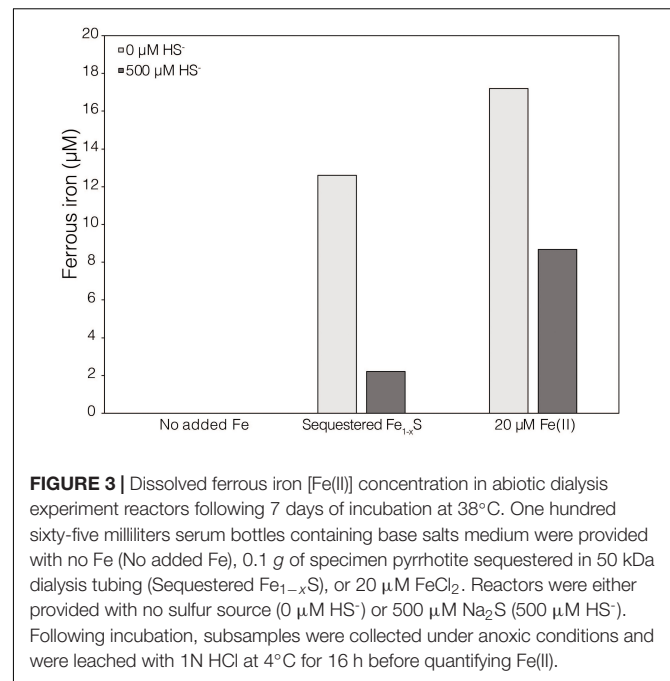 20
18
16
14
12
10
8
6
4
2
0
Ferrous iron (µM)
0 µM HS-
500 µM HS-
No added Fe
Sequestered Fe1-xS
20 µM Fe(II)
FIGURE 3 | Dissolved ferrous iron [Fe(II)] concentration in abiotic dialysis
experiment reactors following 7 days of incubation at 38°C. One hundred
sixty-five milliliters serum bottles containing base salts medium were provided
with no Fe (No added Fe), 0.1 g of specimen pyrrhotite sequestered in 50 kDa
dialysis tubing (Sequestered Fe1−xS), or 20 µM FeCl2. Reactors were either
provided with no sulfur source (0 µM HS-) or 500 µM Na2S (500 µM HS-).
Following incubation, subsamples were collected under anoxic conditions and
were leached with 1N HCl at 4°C for 16 h before quantifying Fe(II).